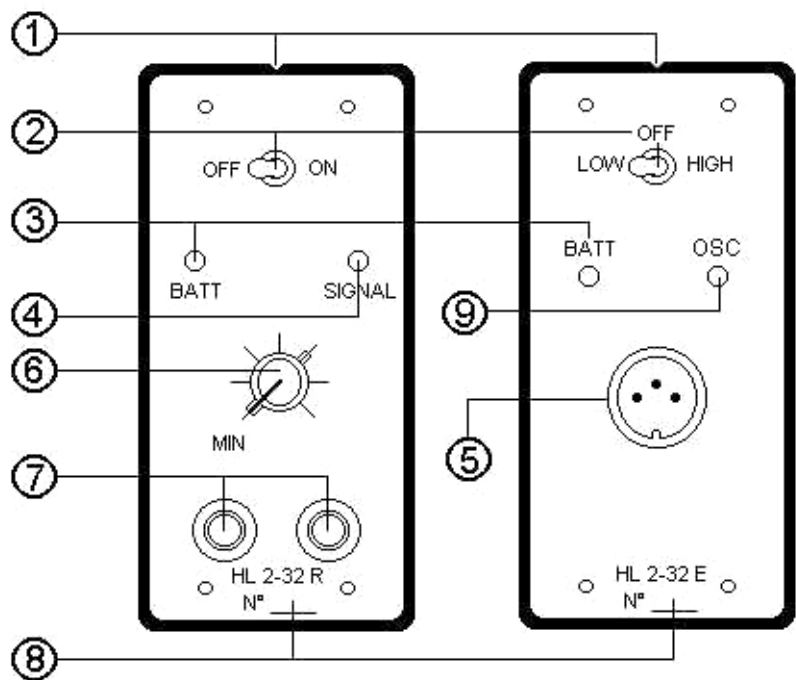 1
2
OFF ON
OFF
LOW HIGH
3
BATT SIGNAL
BATT OSC
4
9
6
MIN
5
7
HL 2-32 R
N°
HL 2-32 E
N°
8